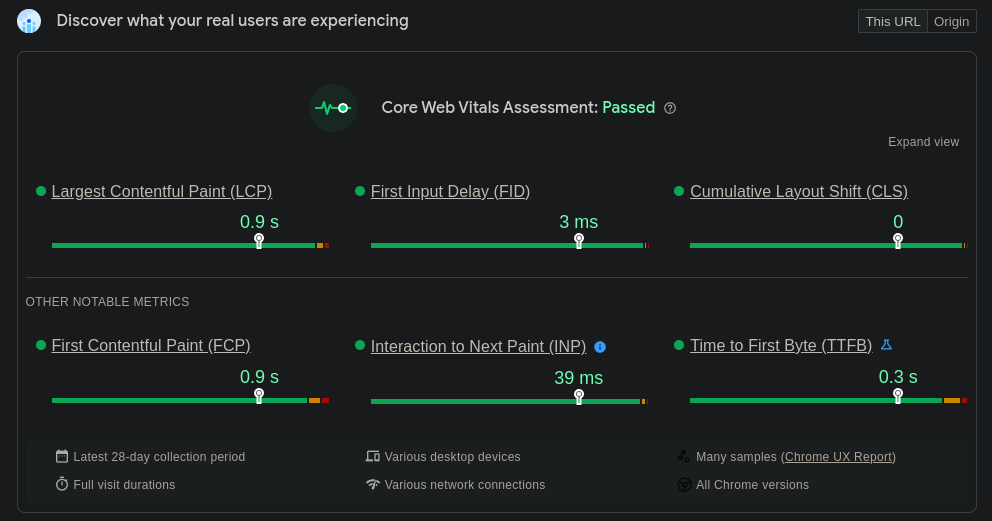 Discover what your real users are experiencing
This URL
Origin
Core Web Vitals Assessment: Passed
Expand view
Largest Contentful Paint (LCP)
0.9 s
First Input Delay (FID)
3 ms
Cumulative Layout Shift (CLS)
0
OTHER NOTABLE METRICS
First Contentful Paint (FCP)
0.9 s
Interaction to Next Paint (INP)
39 ms
Time to First Byte (TTFB)
0.3 s
Latest 28-day collection period
Various desktop devices
Many samples (Chrome UX Report)
Full visit durations
Various network connections
All Chrome versions